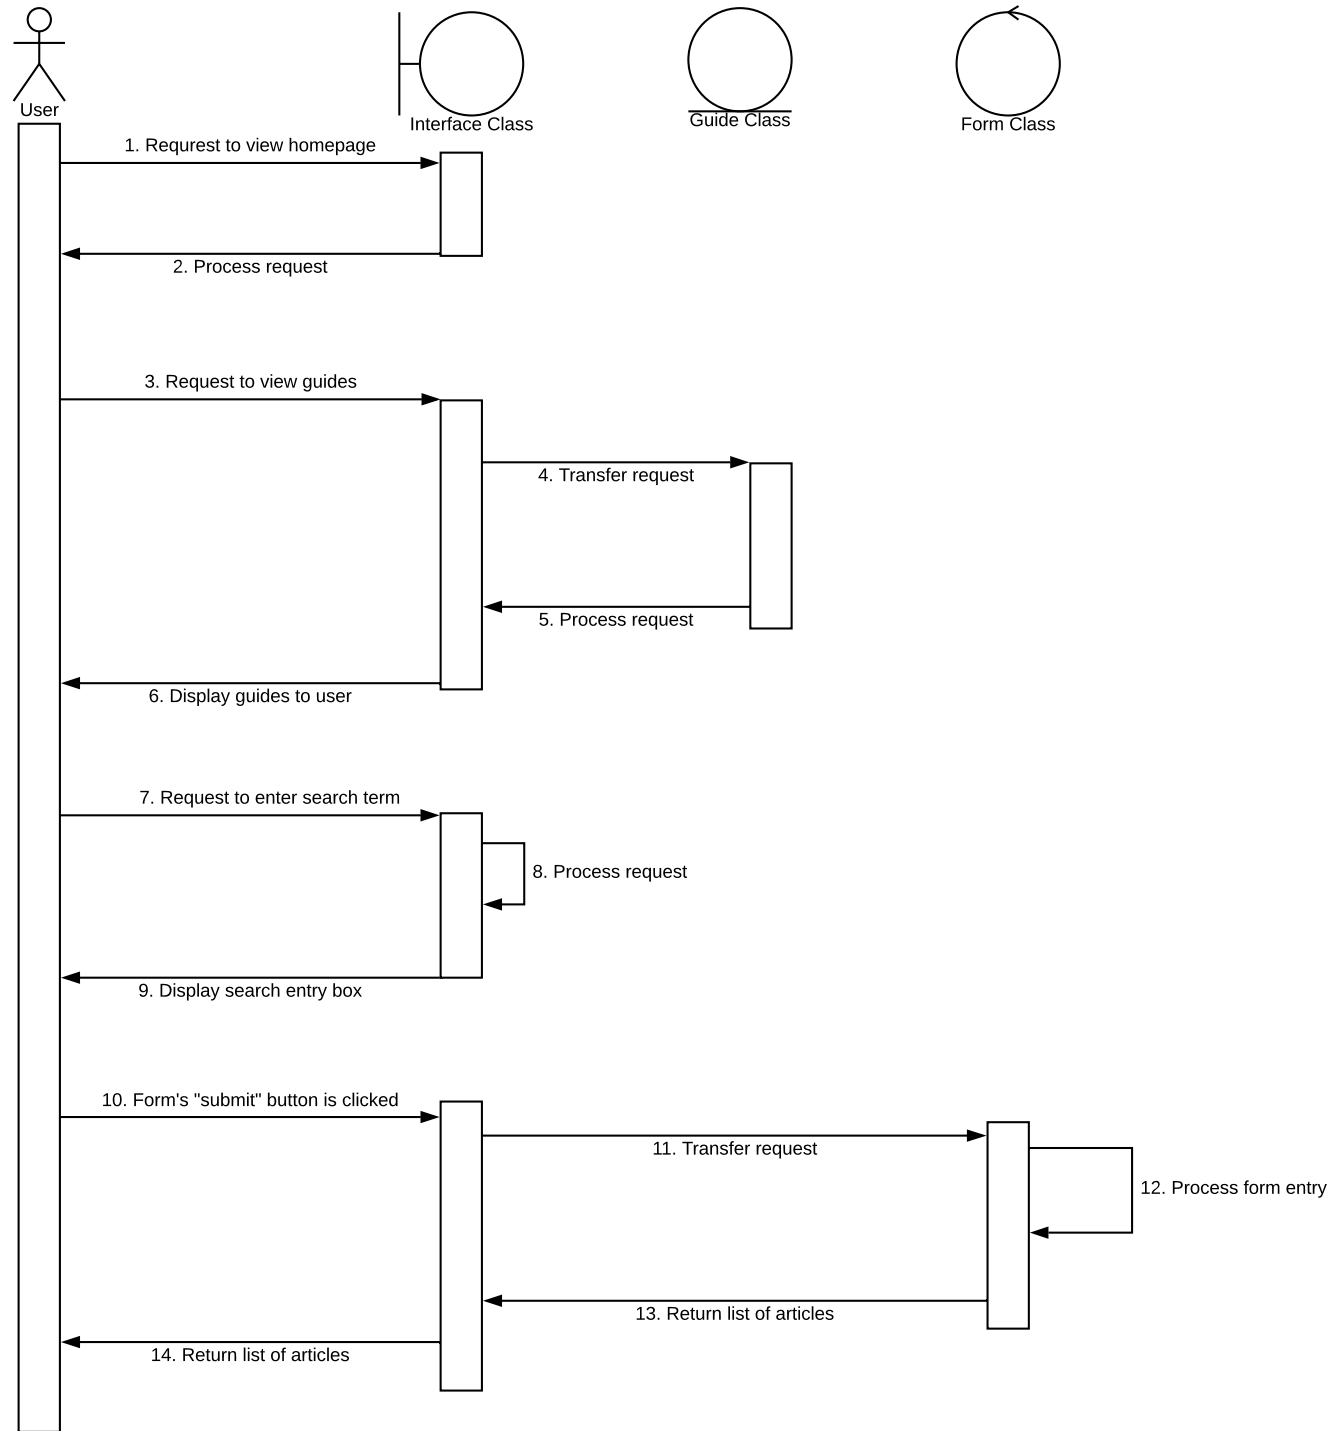 User
Interface Class
Guide Class
Form Class
1. Requrest to view homepage
2. Process request
3. Request to view guides
4. Transfer request
5. Process request
6. Display guides to user
7. Request to enter search term
8. Process request
9. Display search entry box
10. Form's "submit" button is clicked
11. Transfer request
12. Process form entry
13. Return list of articles
14. Return list of articles